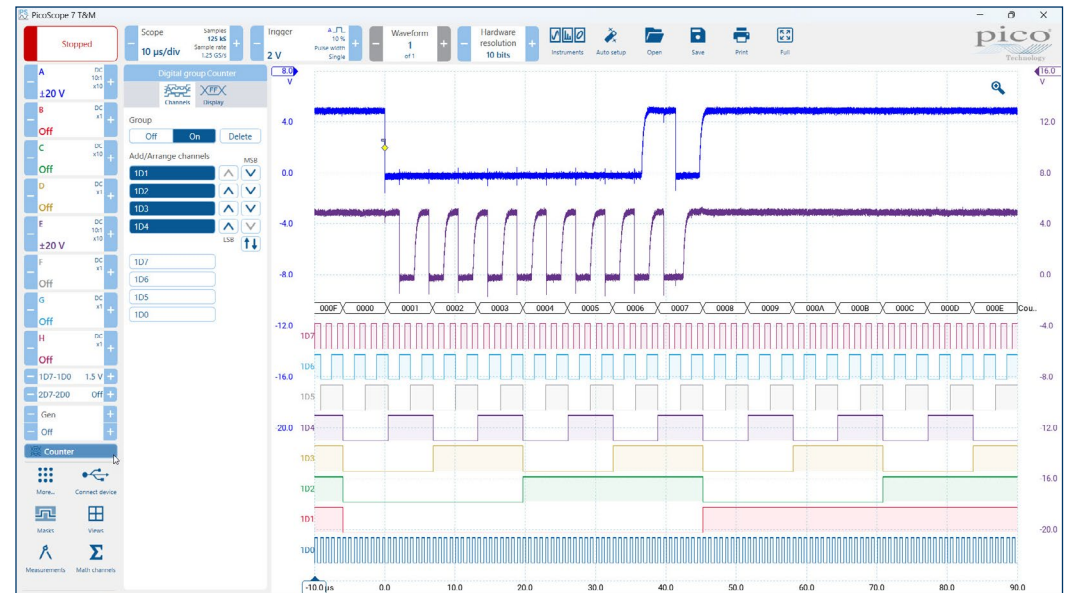 PicoScope 7 T&M
Stopped
Scope
10 µs/div
Samples
125 kS
Sample rate
1.25 GS/s
Trigger
2 V
A
10 %
Pulse width
Single
Waveform
1
of 1
Hardware
resolution
10 bits
Instruments
Auto setup
Open
Save
Print
Full
pico
Technology
A
DC
10:1
x10
±20 V
B
DC
x1
Off
C
DC
x10
Off
D
DC
x1
Off
E
DC
10:1
x10
±20 V
F
DC
x1
Off
G
DC
x1
Off
H
DC
x1
Off
1D7-1D0 1.5 V
2D7-2D0 Off
Gen
Off
Counter
More...
Connect device
Masks
Views
Measurements
Math channels
Digital group Counter
Channels
Display
Group
Off On Delete
Add/Arrange channels
MSB
1D1
1D2
1D3
1D4
LSB
1D7
1D6
1D5
1D0
8.0
V
4.0
0.0
-4.0
-8.0
-12.0
-16.0
20.0
16.0
V
12.0
8.0
4.0
0.0
-4.0
-8.0
12.0
16.0
-20.0
000F 0000 0001 0002 0003 0004 0005 0006 0007 0008 0009 000A 000B 000C 000D 000E Cou..
1D7
1D6
1D5
1D4
1D3
1D2
1D1
1D0
-10.0 µs 0.0 10.0 20.0 30.0 40.0 50.0 60.0 70.0 80.0 90.0